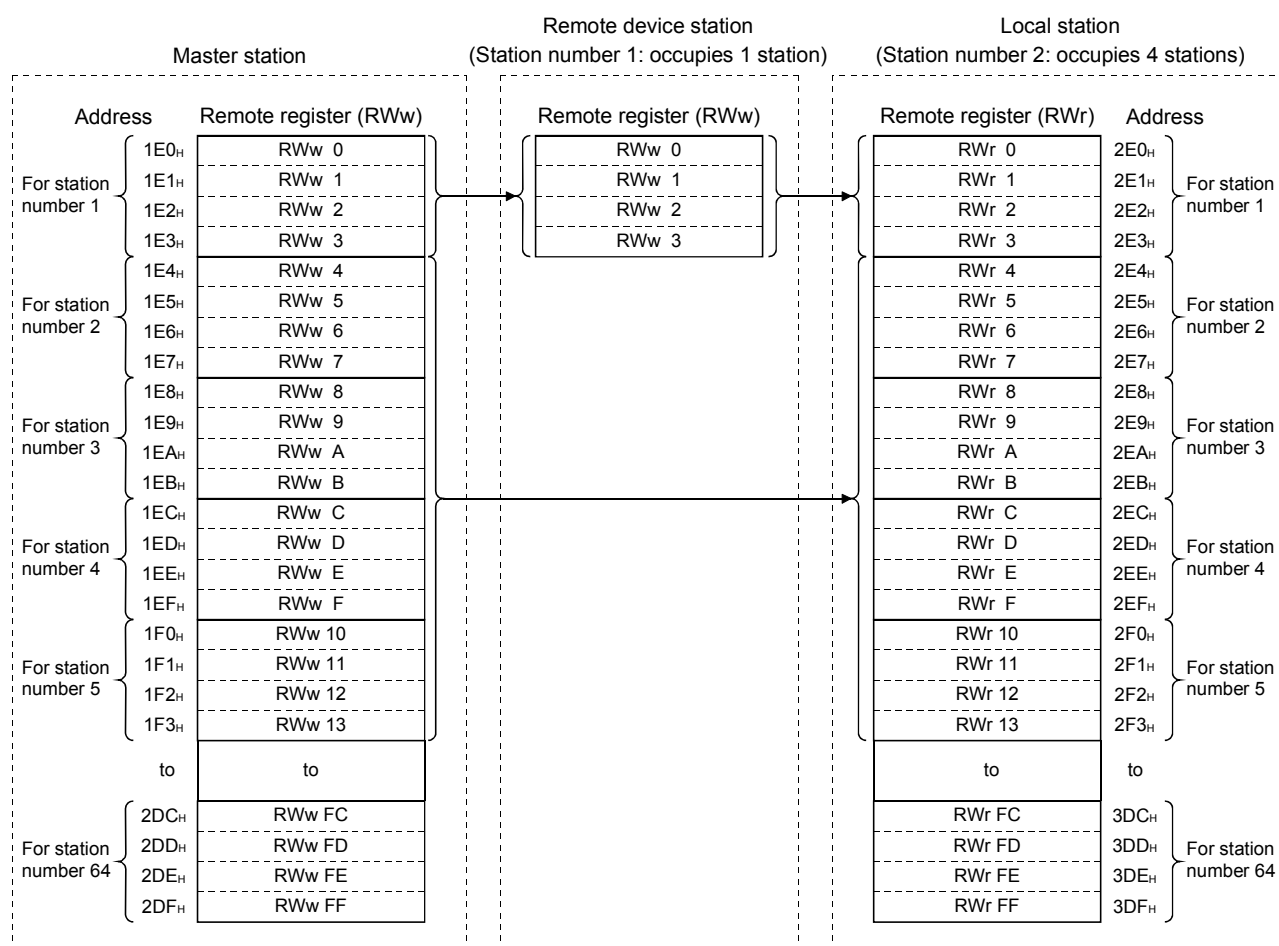 Master station
Remote device station
(Station number 1: occupies 1 station)
Local station
(Station number 2: occupies 4 stations)
Address Remote register (RWw) Remote register (RWw) Remote register (RWr) Address
For station number 1
1E0H RWw 0 RWw 0 RWr 0 2E0H
1E1H RWw 1 RWw 1 RWr 1 2E1H
1E2H RWw 2 RWw 2 RWr 2 2E2H
1E3H RWw 3 RWw 3 RWr 3 2E3H
For station number 1
For station number 2
1E4H RWw 4 RWr 4 2E4H
1E5H RWw 5 RWr 5 2E5H
1E6H RWw 6 RWr 6 2E6H
1E7H RWw 7 RWr 7 2E7H
For station number 2
For station number 3
1E8H RWw 8 RWr 8 2E8H
1E9H RWw 9 RWr 9 2E9H
1EAH RWw A RWr A 2EAH
1EBH RWw B RWr B 2EBH
For station number 3
For station number 4
1ECH RWw C RWr C 2ECH
1EDH RWw D RWr D 2EDH
1EEH RWw E RWr E 2EEH
1EFH RWw F RWr F 2EFH
For station number 4
For station number 5
1F0H RWw 10 RWr 10 2F0H
1F1H RWw 11 RWr 11 2F1H
1F2H RWw 12 RWr 12 2F2H
1F3H RWw 13 RWr 13 2F3H
For station number 5
to to to to
For station number 64
2DCH RWw FC RWr FC 3DCH
2DDH RWw FD RWr FD 3DDH
2DEH RWw FE RWr FE 3DEH
2DFH RWw FF RWr FF 3DFH
For station number 64